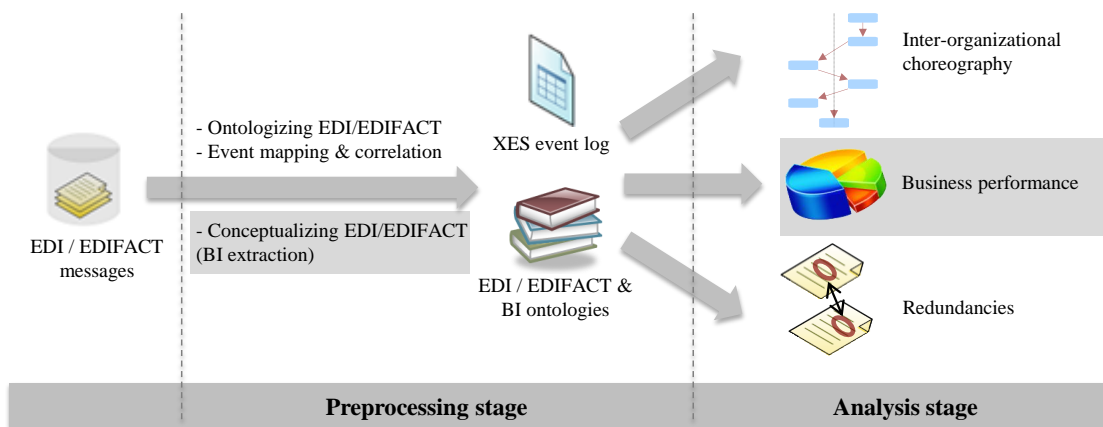 EDI / EDIFACT
messages
- Ontologizing EDI/EDIFACT
- Event mapping & correlation
- Conceptualizing EDI/EDIFACT
(BI extraction)
XES event log
EDI / EDIFACT &
BI ontologies
Inter-organizational
choreography
Business performance
Redundancies
Preprocessing stage
Analysis stage